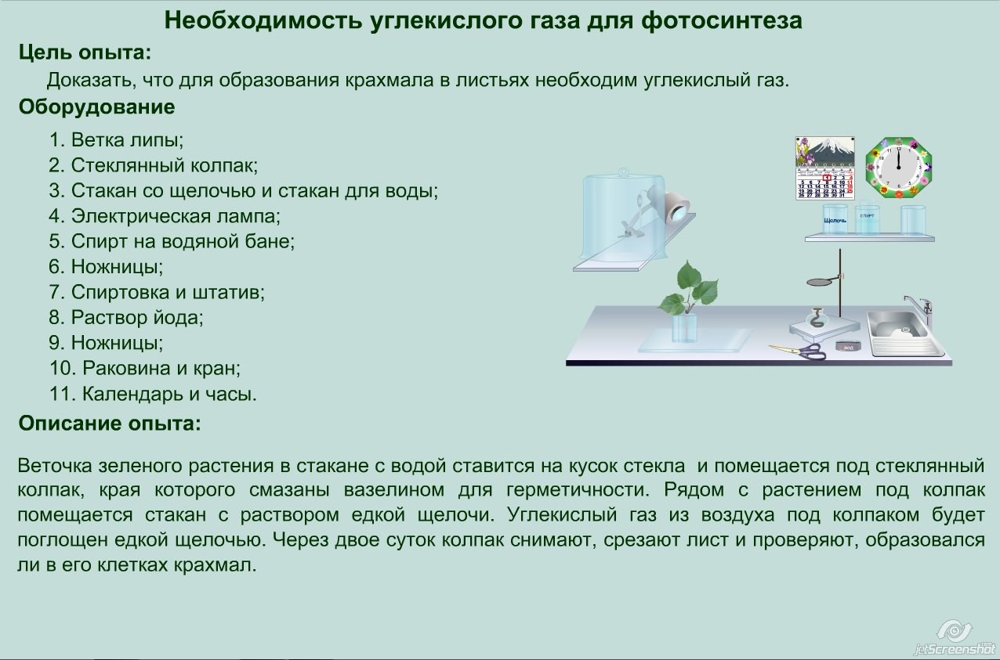 Необходимость углекислого газа для фотосинтеза
Цель опыта:
Доказать, что для образования крахмала в листьях необходим углекислый газ.
Оборудование
1. Ветка липы;
2. Стеклянный колпак;
3. Стакан со щелочью и стакан для воды;
4. Электрическая лампа;
5. Спирт на водяной бане;
6. Ножницы;
7. Спиртовка и штатив;
8. Раствор йода;
9. Ножницы;
10. Раковина и кран;
11. Календарь и часы.
Щелочь
СПИРТ
ИОД
Описание опыта:
Веточка зеленого растения в стакане с водой ставится на кусок стекла и помещается под стеклянный
колпак, края которого смазаны вазелином для герметичности. Рядом с растением под колпак
помещается стакан с раствором едкой щелочи. Углекислый газ из воздуха под колпаком будет
поглощен едкой щелочью. Через двое суток колпак снимают, срезают лист и проверяют, образовался
ли в его клетках крахмал.
jetScreenshot.com